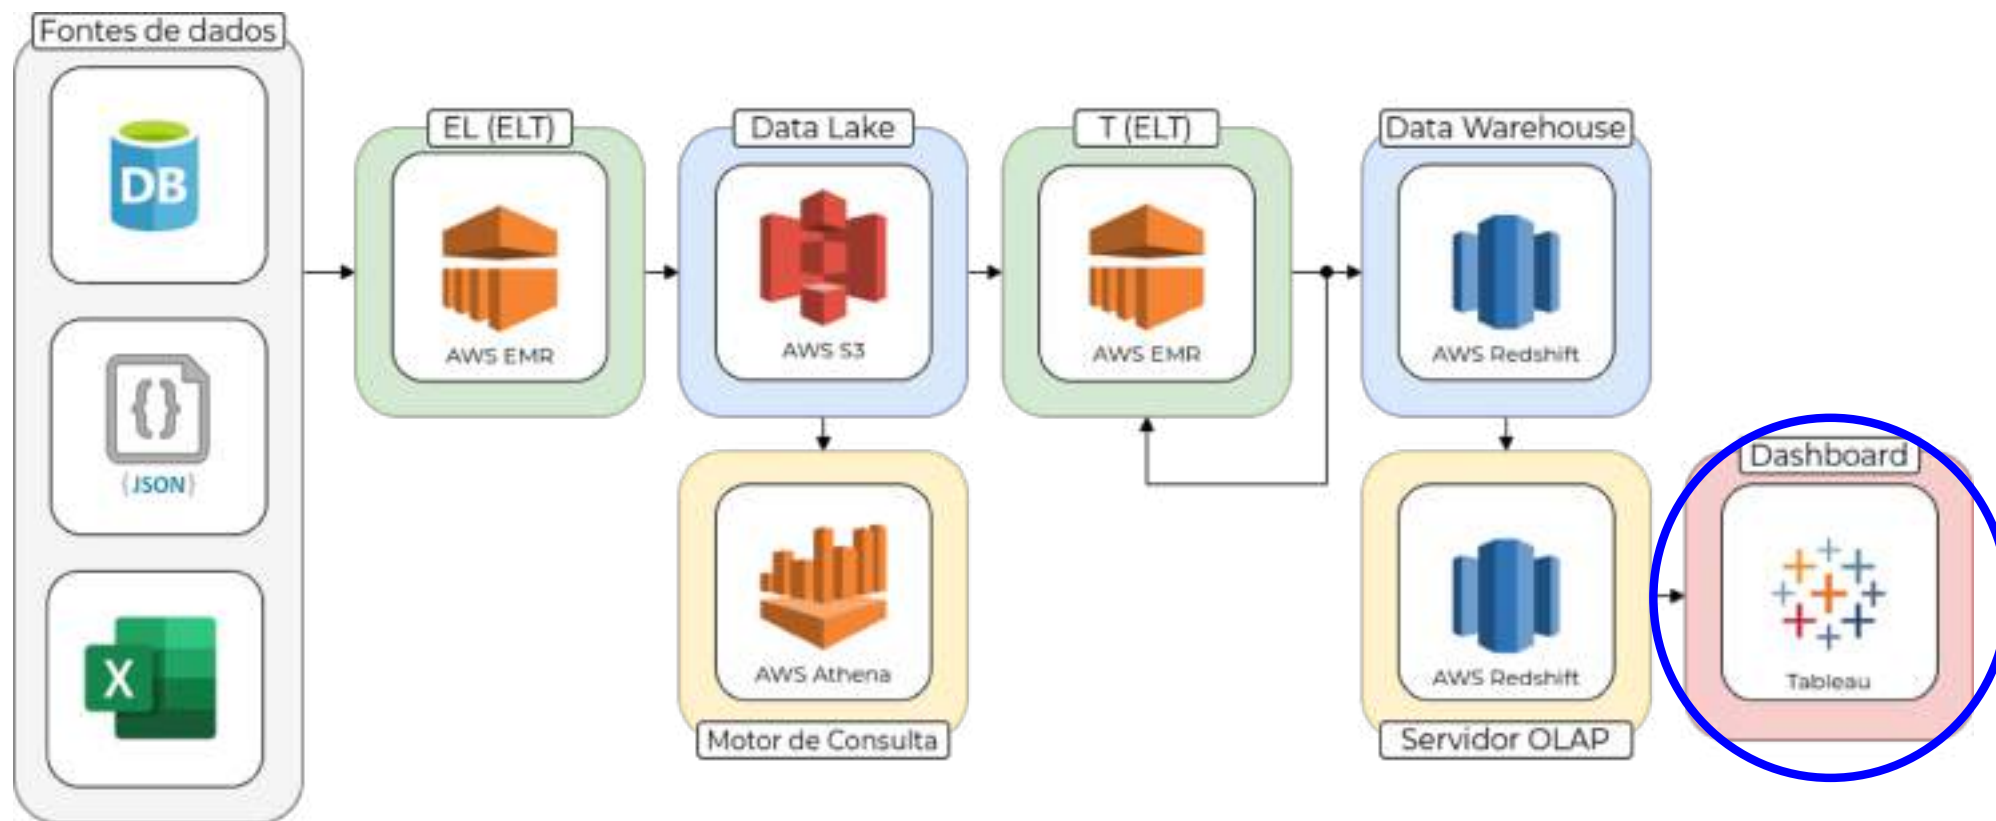 Fontes de dados
DB
{JSON}
X
EL (ELT)
AWS EMR
Data Lake
AWS S3
T (ELT)
AWS EMR
Data Warehouse
AWS Redshift
AWS Athena
Motor de Consulta
AWS Redshift
Servidor OLAP
Dashboard
Tableau